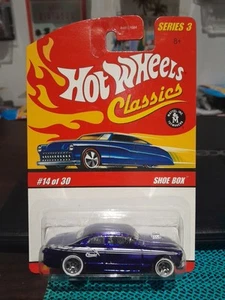 SERIES 3
Hot Wheels
Classics
#14 of 30
SHOE BOX